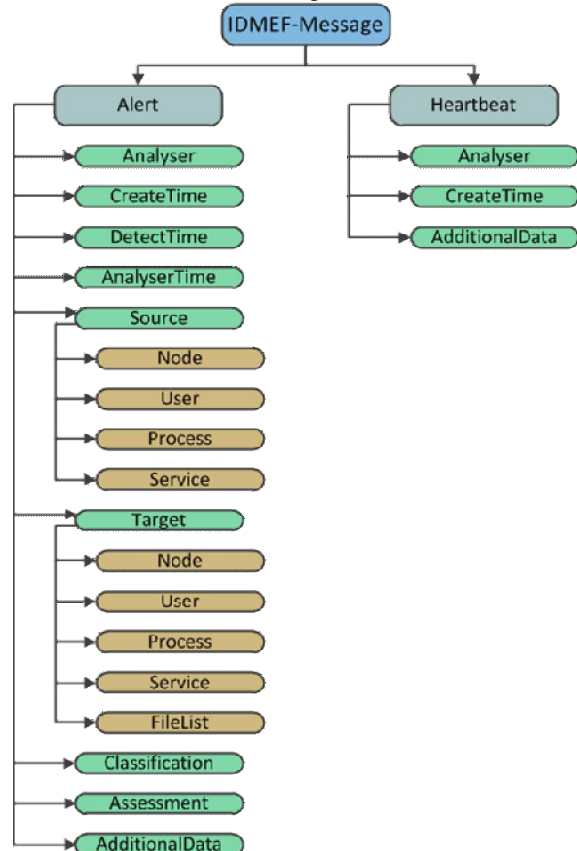 IDMEF-Message
Alert
Heartbeat
Analyser
CreateTime
DetectTime
AnalyserTime
Source
Node
User
Process
Service
Target
Node
User
Process
Service
FileList
Classification
Assessment
AdditionalData
Analyser
CreateTime
AdditionalData